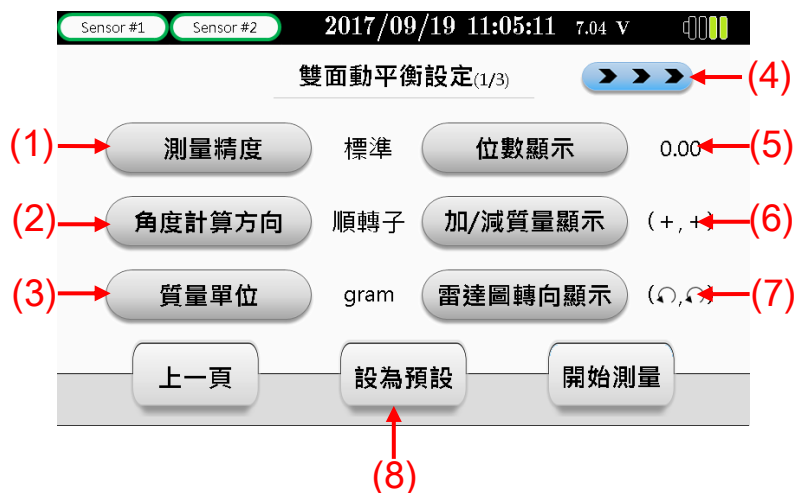 Sensor #1 Sensor #2 2017/09/19 11:05:11 7.04 V
雙面動平衡設定(1/3) (4)
(1) 測量精度 標準 位數顯示 0.00 (5)
(2) 角度計算方向 順轉子 加/減質量顯示 (+,+) (6)
(3) 質量單位 gram 雷達圖轉向顯示 (↶,↶) (7)
上一頁 設為預設 開始測量
(8)